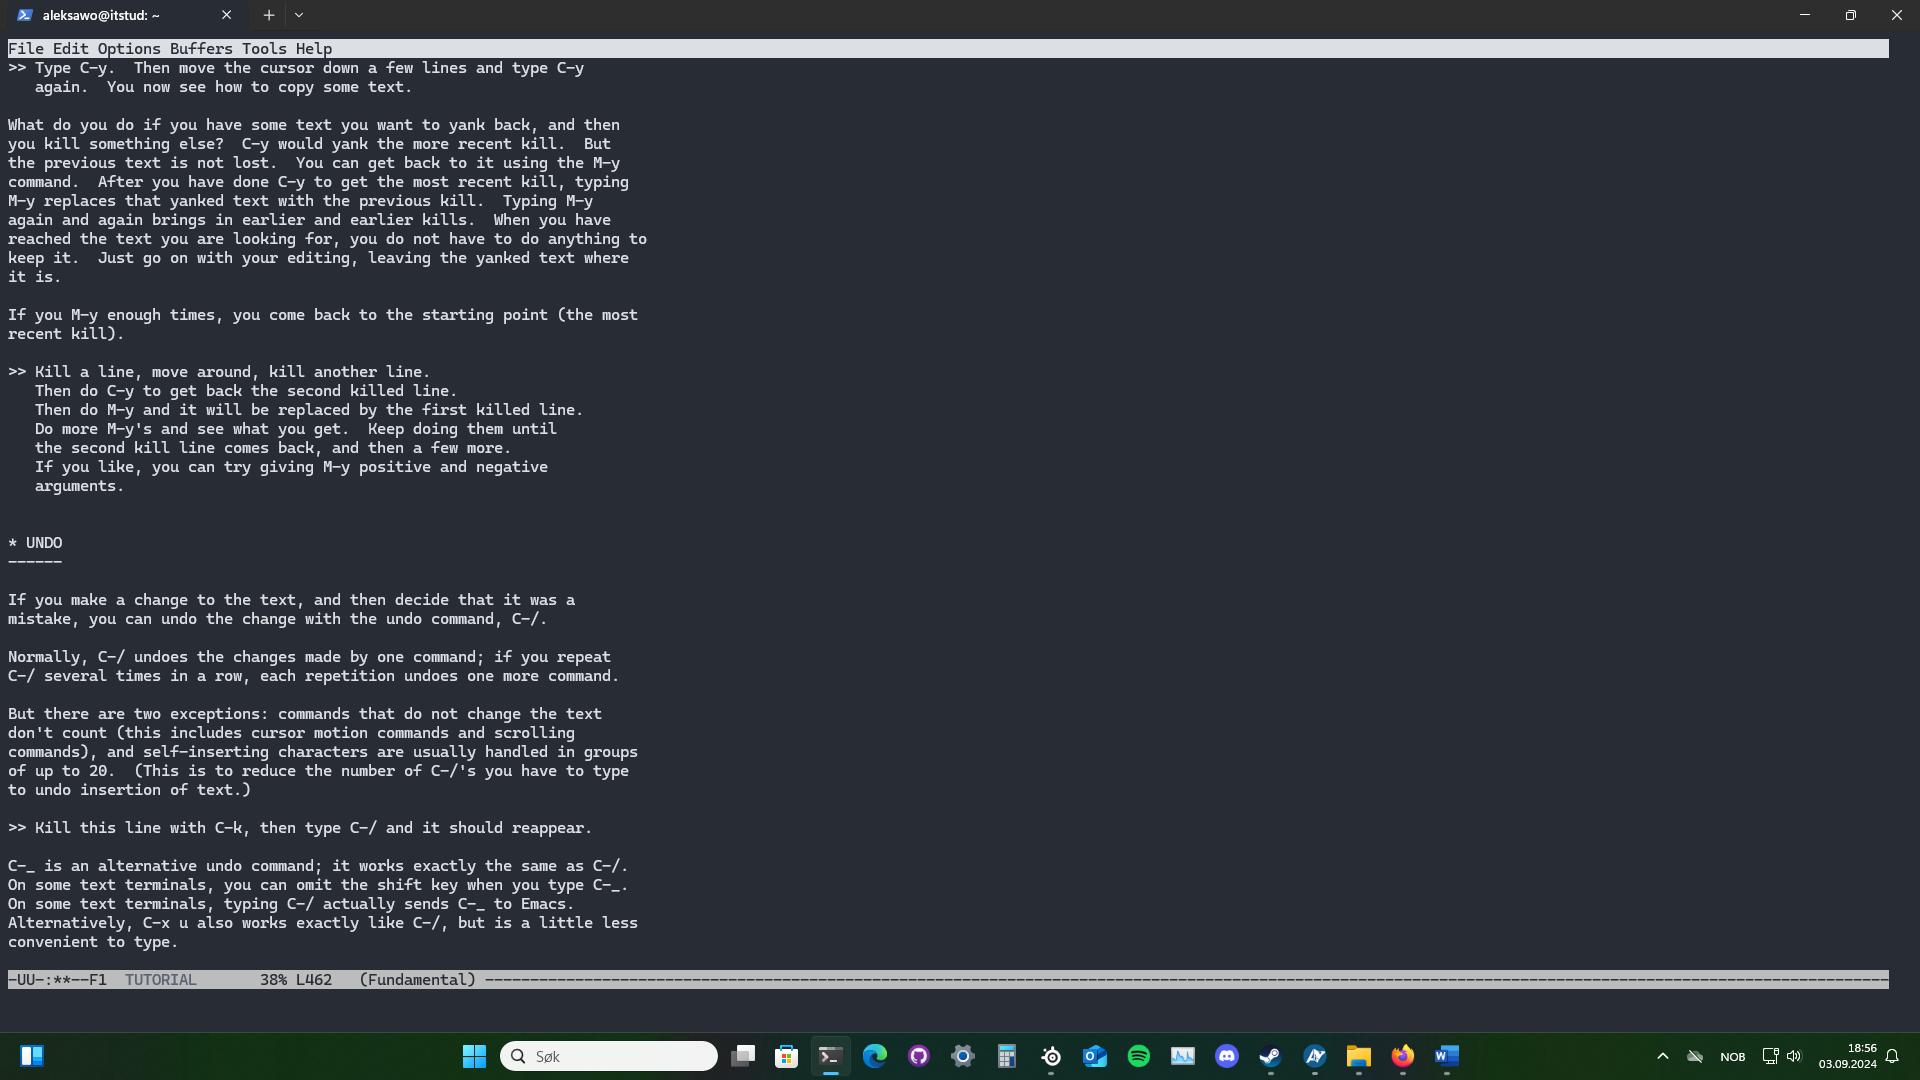 aleksawo@itstud: ~
File Edit Options Buffers Tools Help
>> Type C-y.  Then move the cursor down a few lines and type C-y
   again.  You now see how to copy some text.

What do you do if you have some text you want to yank back, and then
you kill something else?  C-y would yank the more recent kill.  But
the previous text is not lost.  You can get back to it using the M-y
command.  After you have done C-y to get the most recent kill, typing
M-y replaces that yanked text with the previous kill.  Typing M-y
again and again brings in earlier and earlier kills.  When you have
reached the text you are looking for, you do not have to do anything to
keep it.  Just go on with your editing, leaving the yanked text where
it is.

If you M-y enough times, you come back to the starting point (the most
recent kill).

>> Kill a line, move around, kill another line.
   Then do C-y to get back the second killed line.
   Then do M-y and it will be replaced by the first killed line.
   Do more M-y's and see what you get.  Keep doing them until
   the second kill line comes back, and then a few more.
   If you like, you can try giving M-y positive and negative
   arguments.

* UNDO
------

If you make a change to the text, and then decide that it was a
mistake, you can undo the change with the undo command, C-/.

Normally, C-/ undoes the changes made by one command; if you repeat
C-/ several times in a row, each repetition undoes one more command.

But there are two exceptions: commands that do not change the text
don't count (this includes cursor motion commands and scrolling
commands), and self-inserting characters are usually handled in groups
of up to 20.  (This is to reduce the number of C-/'s you have to type
to undo insertion of text.)

>> Kill this line with C-k, then type C-/ and it should reappear.

C-_ is an alternative undo command; it works exactly the same as C-/.
On some text terminals, you can omit the shift key when you type C-_.
On some text terminals, typing C-/ actually sends C-_ to Emacs.
Alternatively, C-x u also works exactly like C-/, but is a little less
convenient to type.

-UU-:**--F1  TUTORIAL       38% L462   (Fundamental) ------------------------------
Søk
NOB
18:56
03.09.2024